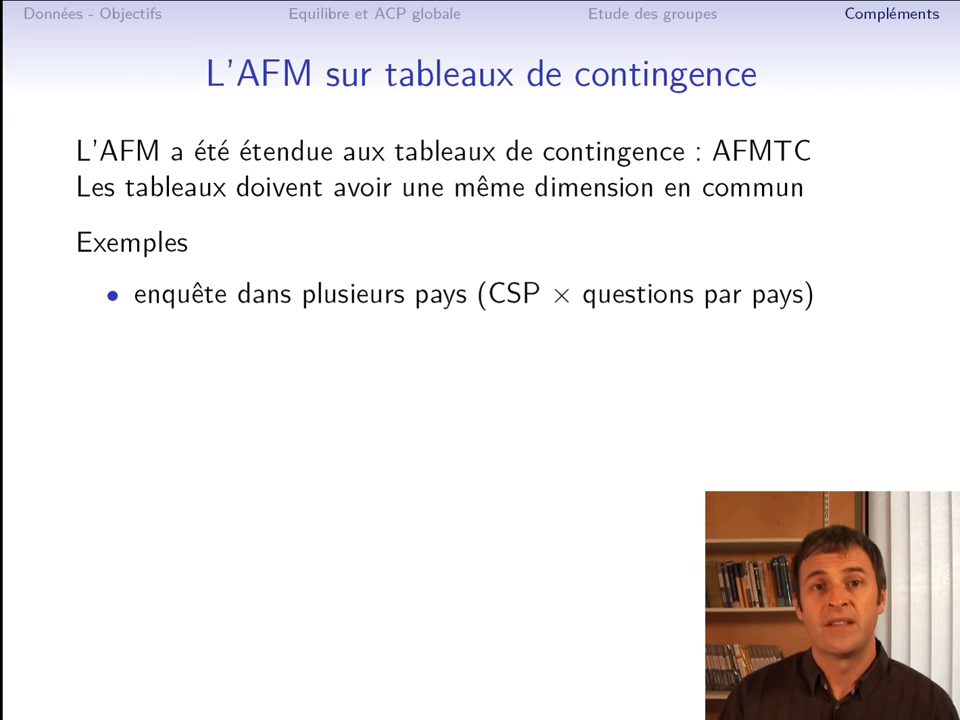 Données - Objectifs Equilibre et ACP globale Etude des groupes Compléments
L'AFM sur tableaux de contingence
L'AFM a été étendue aux tableaux de contingence : AFMTC
Les tableaux doivent avoir une même dimension en commun
Exemples
• enquête dans plusieurs pays (CSP × questions par pays)